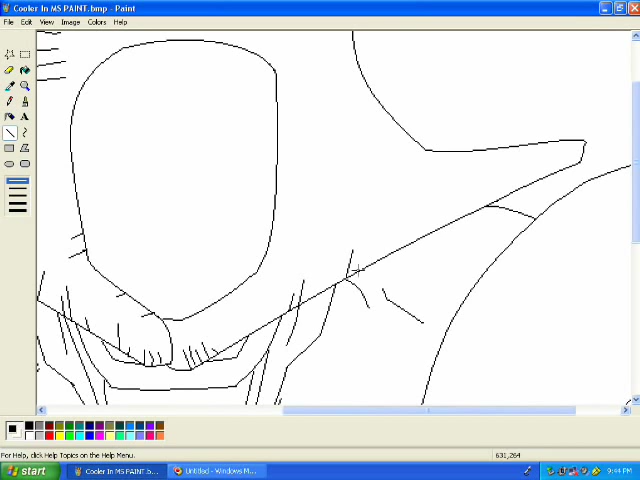 Cooler In MS PAINT.bmp - Paint
File Edit View Image Colors Help
A
For Help, click Help Topics on the Help Menu.
631,264
start
Cooler In MS PAINT.b...
Untitled - Windows M...
9:44 PM